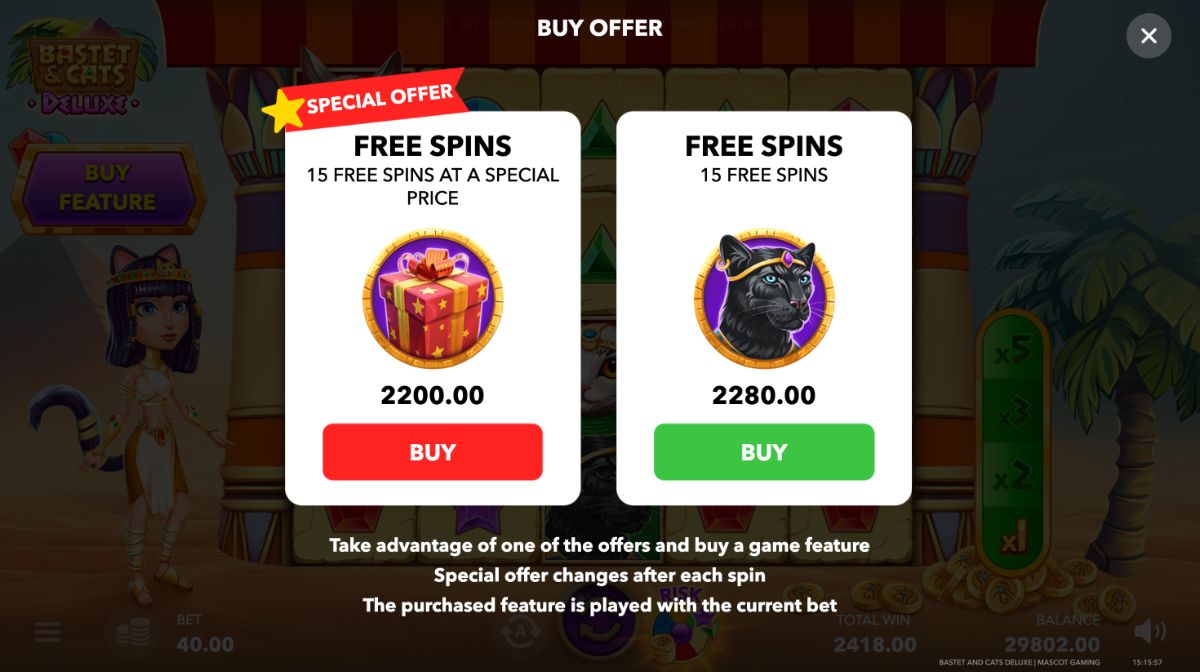 BUY OFFER
BASTET
& CATS
DELUXE
SPECIAL OFFER
BUY
FEATURE
FREE SPINS
15 FREE SPINS AT A SPECIAL
PRICE
2200.00
BUY
FREE SPINS
15 FREE SPINS
2280.00
BUY
x5
x3
x2
x1
Take advantage of one of the offers and buy a game feature
Special offer changes after each spin
The purchased feature is played with the current bet
RISK
BET
40.00
A
TOTAL WIN
2418.00
BALANCE
29802.00
BASTET AND CATS DELUXE | MASCOT GAMING
15:15:57